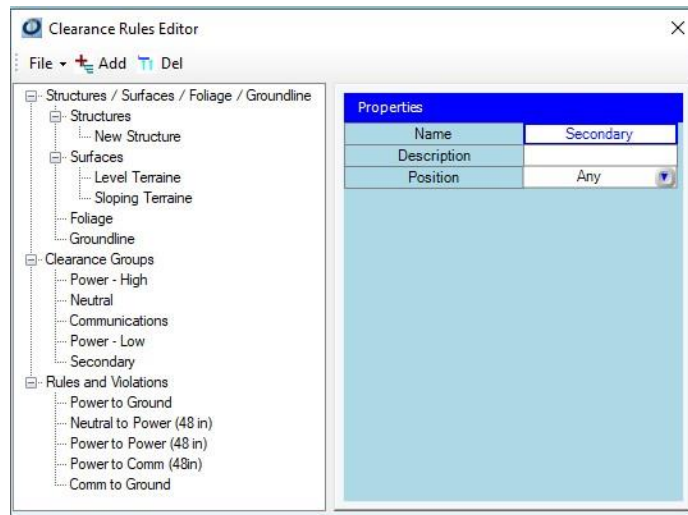 Clearance Rules Editor
File Add Del
Structures / Surfaces / Foliage / Groundline
Structures
New Structure
Surfaces
Level Terraine
Sloping Terraine
Foliage
Groundline
Clearance Groups
Power - High
Neutral
Communications
Power - Low
Secondary
Rules and Violations
Power to Ground
Neutral to Power (48 in)
Power to Power (48 in)
Power to Comm (48in)
Comm to Ground
Properties
Name Secondary
Description
Position Any